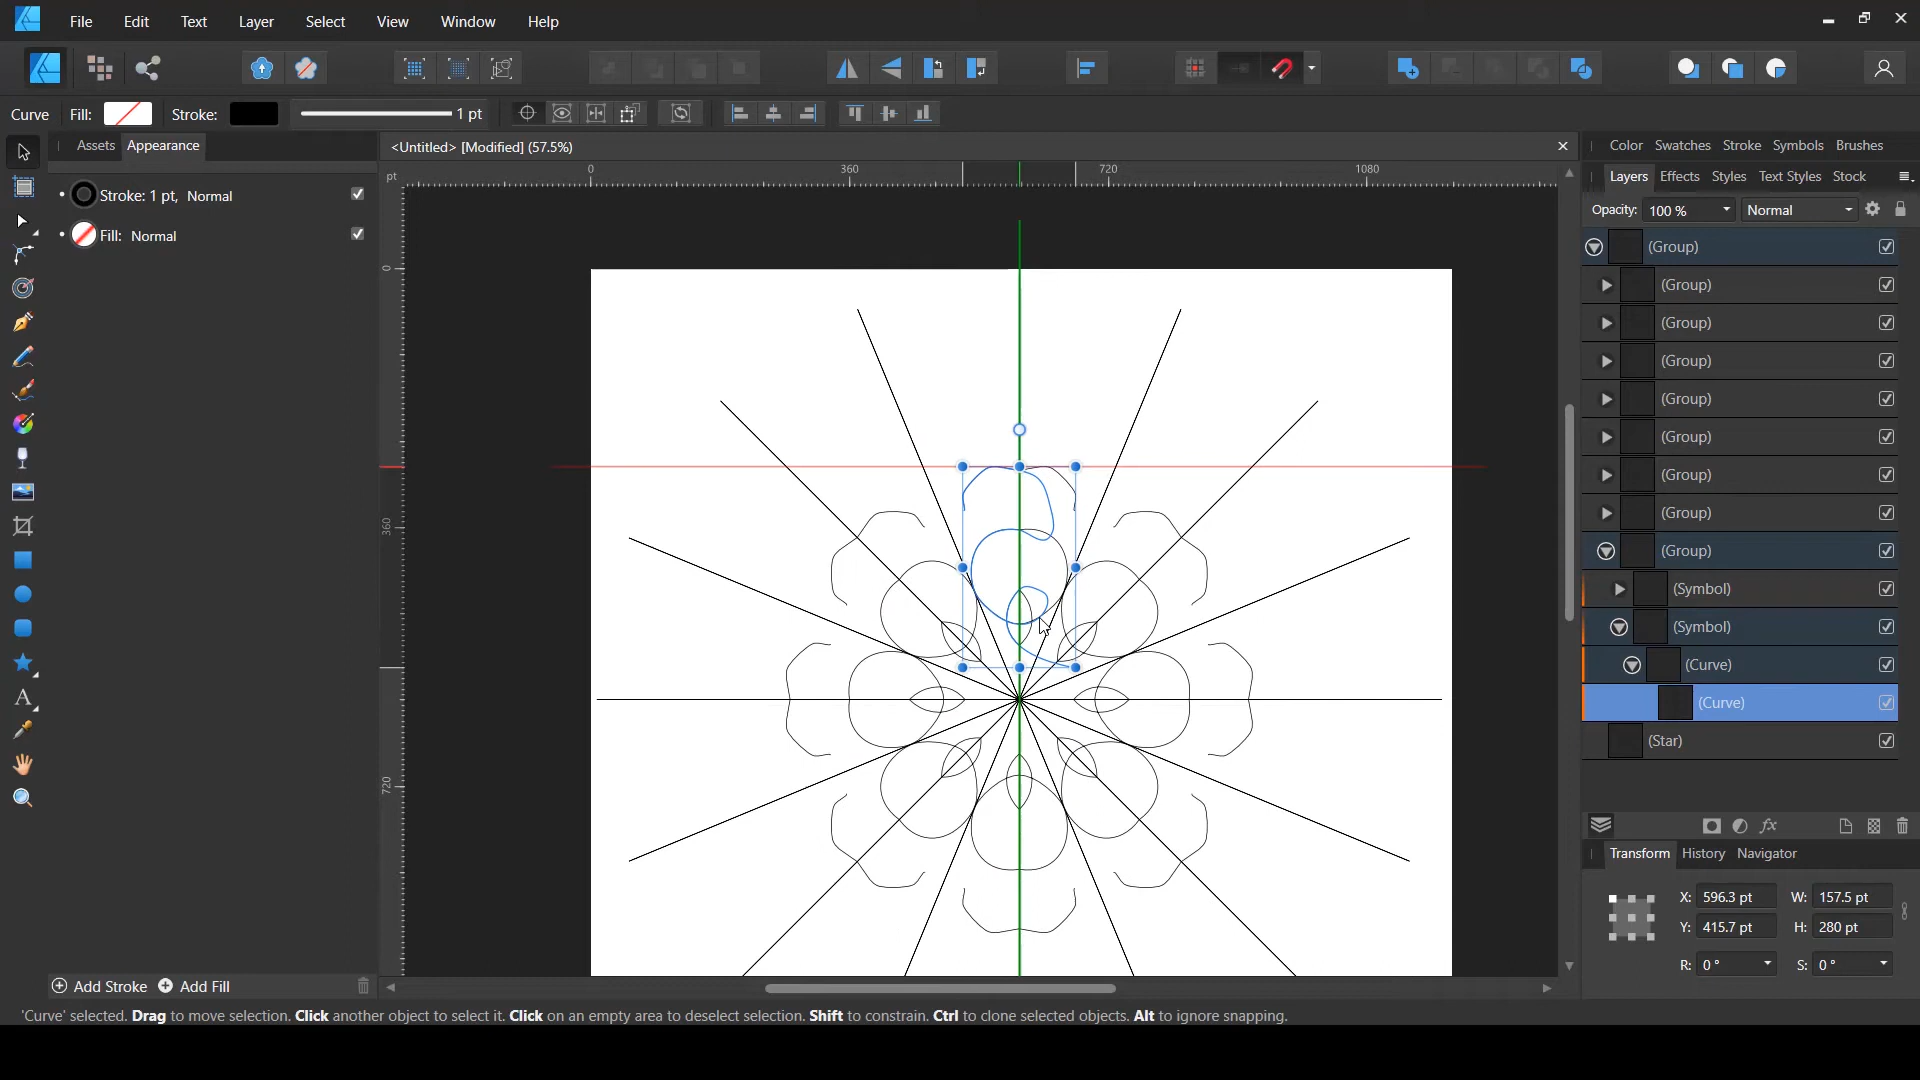 File Edit Text Layer Select View Window Help
Curve Fill: Stroke: 1 pt
Assets Appearance
Stroke: 1 pt, Normal
Fill: Normal
<Untitled> [Modified] (57.5%)
pt 0 360 720 1080
0
360
720
Color Swatches Stroke Symbols Brushes
Layers Effects Styles Text Styles Stock
Opacity: 100 % Normal
(Group)
(Group)
(Group)
(Group)
(Group)
(Group)
(Group)
(Group)
(Group)
(Symbol)
(Symbol)
(Curve)
(Curve)
(Star)
fx
Transform History Navigator
X: 596.3 pt W: 157.5 pt
Y: 415.7 pt H: 280 pt
R: 0 ° S: 0 °
Add Stroke Add Fill
'Curve' selected. Drag to move selection. Click another object to select it. Click on an empty area to deselect selection. Shift to constrain. Ctrl to clone selected objects. Alt to ignore snapping.